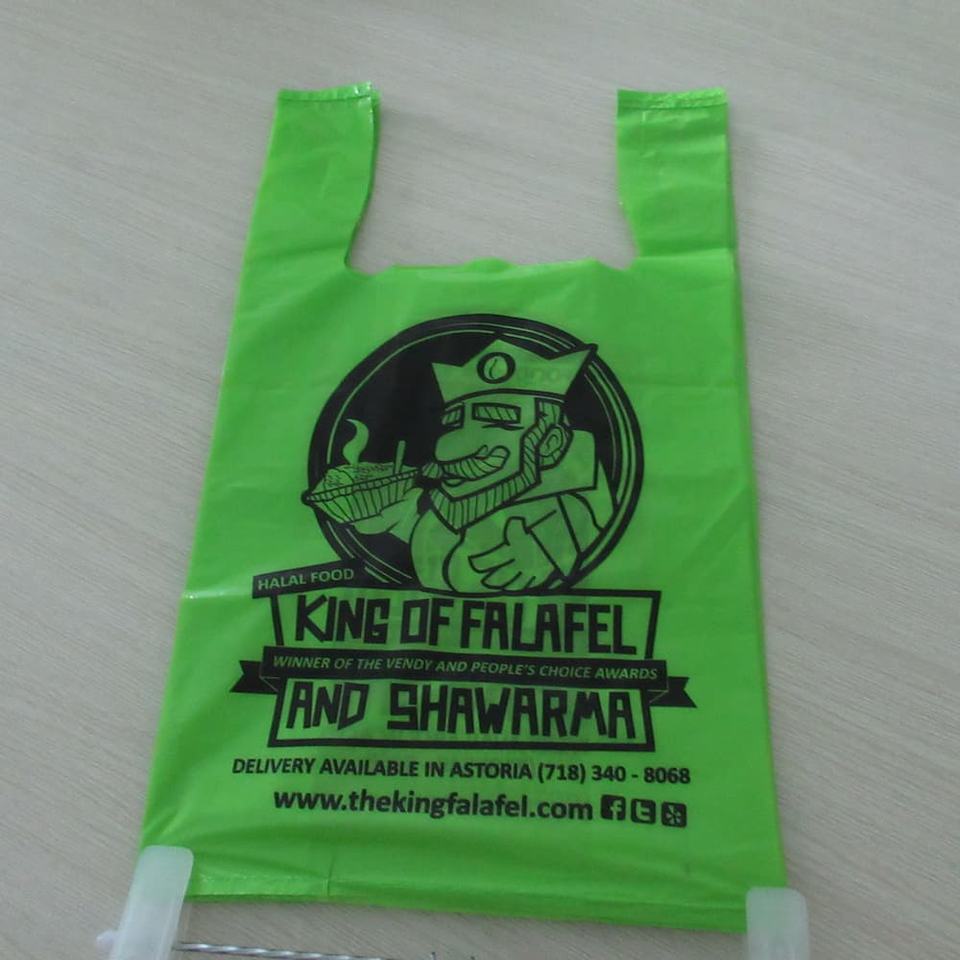 HALAL FOOD
KING OF FALAFEL
WINNER OF THE VENDY AND PEOPLE'S CHOICE AWARDS
AND SHAWARMA
DELIVERY AVAILABLE IN ASTORIA (718) 340 - 8068
www.thekingfalafel.com